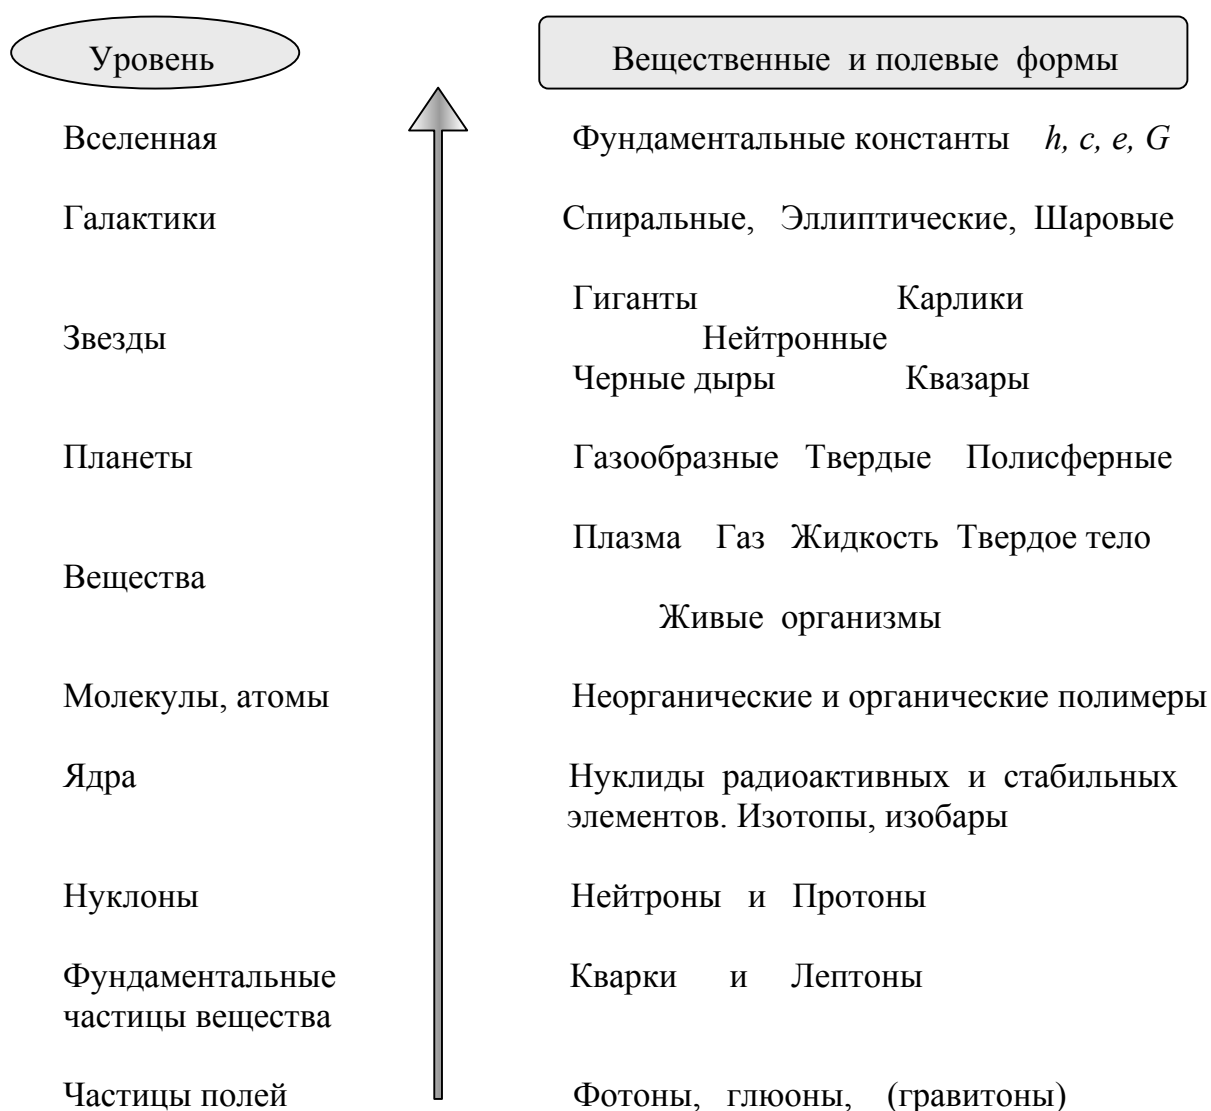 Уровень Вещественные и полевые формы
Вселенная Фундаментальные константы h, c, e, G
Галактики Спиральные, Эллиптические, Шаровые
Гиганты Карлики
Звезды Нейтронные
Черные дыры Квазары
Планеты Газообразные Твердые Полисферные
Плазма Газ Жидкость Твердое тело
Вещества
Живые организмы
Молекулы, атомы Неорганические и органические полимеры
Ядра Нуклиды радиоактивных и стабильных
элементов. Изотопы, изобары
Нуклоны Нейтроны и Протоны
Фундаментальные Кварки и Лептоны
частицы вещества
Частицы полей Фотоны, глюоны, (гравитоны)